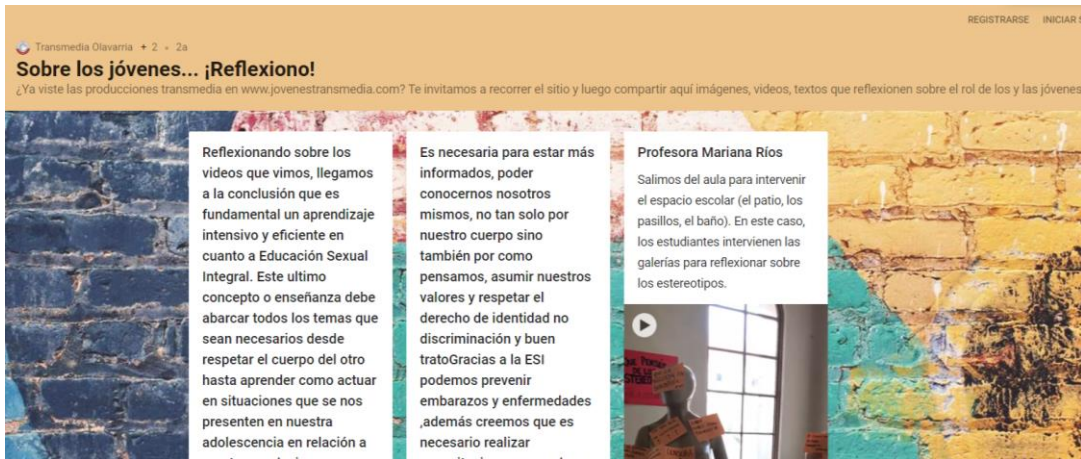 REGISTRARSE INICIAR S
Transmedia Olavarria + 2 • 2a
Sobre los jóvenes... ¡Reflexiono!
¿Ya viste las producciones transmedia en www.jovenestransmedia.com? Te invitamos a recorrer el sitio y luego compartir aquí imágenes, videos, textos que reflexionen sobre el rol de los y las jóvenes
Reflexionando sobre los
videos que vimos, llegamos
a la conclusión que es
fundamental un aprendizaje
intensivo y eficiente en
cuanto a Educación Sexual
Integral. Este ultimo
concepto o enseñanza debe
abarcar todos los temas que
sean necesarios desde
respetar el cuerpo del otro
hasta aprender como actuar
en situaciones que se nos
presenten en nuestra
adolescencia en relación a
Es necesaria para estar más
informados, poder
conocernos nosotros
mismos, no tan solo por
nuestro cuerpo sino
también por como
pensamos, asumir nuestros
valores y respetar el
derecho de identidad no
discriminación y buen
tratoGracias a la ESI
podemos prevenir
embarazos y enfermedades
,además creemos que es
necesario realizar
Profesora Mariana Ríos
Salimos del aula para intervenir
el espacio escolar (el patio, los
pasillos, el baño). En este caso,
los estudiantes intervienen las
galerías para reflexionar sobre
los estereotipos.